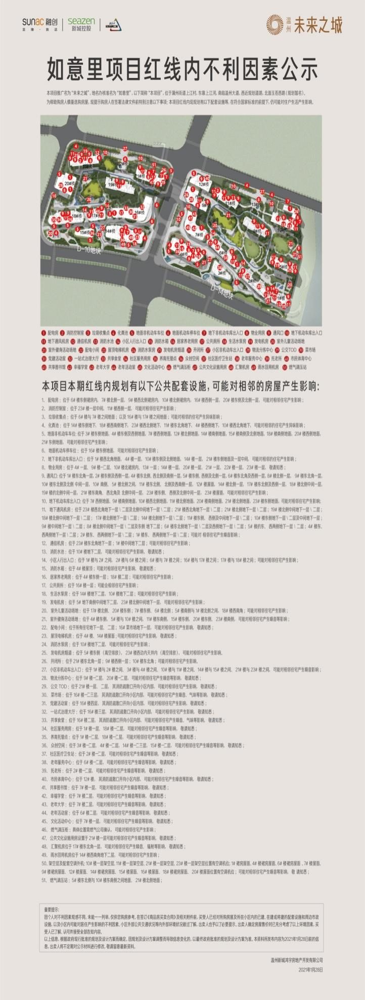 sunac 融创
至臻·致远
seazen
新城控股
温州 未来之城
如意里项目红线内不利因素公示
本项目推广名为“未来之城”,地名办核准名为“如意里”,以下简称“本项目”,位于蒲州街道上江村,东靠上江河,南临温州大道,西近规划道路,北面玉苍西路(规划暂名)。
为帮助购房人慎重选购房屋,现提示购房人在签署法律文件前特别注意以下事项:本项目红线内现规划有以下配套设施等,在符合国家标准的前提下,仍可能对住户生活产生影响。
D-10地块
D-14地块
1 配电房 2 消防控制室 3 垃圾收集点 4 化粪池 5 地面非机动车车位 6 地面机动车停车位 7 地下非机动车库出入口 8 物业用房 9 通风口 10 地下机动车库出入口
11 地下通风机房 12 通信机房 13 消防水池 14 小区人行出入口 15 消防水箱 16 居家养老用房 17 公共厕所 18 生活水泵房 19 发电机房 20 室外儿童活动场地
21 室外健身活动场地 22 配电小间 23 屋顶电梯机房 24 消防水泵房 25 发电机房烟道 26 开闭所 27 小区非机动车出入口 28 物流分拣中心 29 公交TOD 30 菜市场
31 党建活动室 32 一站式治理大厅 33 共享食堂 34 社区服务用房 35 养育托管点 36 众创空间 37 社区医疗卫生站 38 老年服务中心 39 托老所 40 市民体育中心
41 共享图书馆 42 幸福学堂 43 老年大学 44 老年活动室 45 文化活动中心 46 燃气调压柜 47 公共文化设施用房 48 汇聚机房 49 雨水回用机房 51 燃气调压站
本项目本期红线内规划有以下公共配套设施,可能对相邻的房屋产生影响:
1、配电房:位于 6# 楼东侧裙房内,7# 楼北侧一层,9# 楼西北侧裙房内,10# 楼北侧裙房内,16# 楼西侧一层,20# 楼东侧及北侧一层,可能对相邻住宅产生影响;
2、消防控制室:位于 23# 楼一层中间,11# 楼西侧一层,可能对相邻住宅产生影响;
3、垃圾收集点:位于 6# 楼与 7# 楼之间地面;以及 16# 楼与 17# 楼之间地面;可能对相邻的住宅产生异味影响;
4、化粪池:位于 14# 楼东侧地下,18# 楼西南侧地下,23# 楼西北侧地下,11# 楼东北角地下,4# 楼西侧地下,10# 楼西北角地下,可能对相邻的住宅产生异味影响;
5、地面非机动车车位:位于 3# 楼东侧地面,4# 楼东侧及西侧地面,7# 楼西侧地面,12# 楼北侧地面,14# 楼南侧地面,15# 楼南侧及北侧地面,18# 楼南侧地面,20# 楼西侧地面,
21# 东侧地面,可能对相邻住宅产生影响;
6、地面机动车停车位:位于 16# 楼东侧地面,可能对相邻住宅产生影响;
7、地下非机动车库出入口:位于 1# 楼西北角地面,4# 楼一层,10# 楼东侧及北侧地面,14# 楼一层,21# 楼东侧地面及一层中间,可能对相邻的住宅产生影响;
8、物业用房:位于 4# 一层、9# 楼一二层、10# 楼北裙房内、13# 一层;14# 楼一层,20# 楼一层,21# 一层,22# 楼一层,23# 楼一层,敬请知悉;
9、通风口:位于 1# 楼东北角一层,2# 楼东侧及西侧一层,4# 楼东北侧、西北侧及南侧一层,5# 楼东侧、西侧及北侧一层,6# 楼东北角及西侧一层,8# 楼北侧一层,9# 楼东北角一层,
10# 楼东北侧及北侧 中间一层,10# 南侧、5# 楼北侧之间,11# 楼东侧、北侧及西南侧一层,12# 楼屋面,14# 楼北侧一层,17# 楼东北侧及西侧一层,18# 楼北侧中间一层,
19# 楼的北侧中间一层,21# 楼东南角、西北角及 北侧中间一层,23# 楼东侧、西侧及北侧中间一层,23# 楼屋面,可能对相邻住宅产生影响;
10、地下机动车库出入口:位于 7# 西侧地面、9# 楼南侧地面,10# 楼西北侧地面,11# 楼北侧地面,20# 楼南侧地面,21# 楼北侧地面,23# 楼东侧地面,可能对相邻住宅产生影响;
11、地下通风机房:位于 23# 楼西北角地下一层 \ 二层及北侧中间地下一层 \ 二层;21# 楼西北角地下一层 \ 二层;21# 楼北侧地下一层 \ 二层;19# 楼北侧中间地下一层 \ 二层;
18# 楼北侧中间地下一层 \ 二层;17# 楼北侧地下一层 \ 二层;14# 楼北侧地下一层 \ 二层;11# 楼东侧、西侧及中间地下一层 \ 二层;10# 楼东侧地下一层 \ 二层及中间地下一层;
9# 楼中间地下一层 \ 二层;8# 楼北侧中间地下一层 \ 二层及东侧 地下二层;6# 楼东北侧地下一层 \ 二层及西侧地下一层 \ 二层;5# 楼的东、西两侧地下一层 \ 二层;4# 楼东、
西两侧地下一层 \ 二层;2# 楼东、西两侧地下一层 \ 二层;1# 楼东、西两侧地下一层 \ 二层;可能对 相邻住宅产生噪音影响;
12、通信机房:位于 23# 楼东北角地下一层;1# 楼中间地下二层;可能对相邻住宅产生影响;
13、消防水池:位于 10# 楼地下二层,可能对相邻住宅产生影响,敬请知悉;
14、小区人行出入口:位于 1# 楼与 2# 之间,2# 楼与 6# 楼之间;6# 楼与 7# 楼之间;16# 楼与 17# 楼之间;17# 楼与 18# 楼之间;可能对相邻住宅产生影响;
15、消防水箱:位于 4# 楼屋顶;可能对相邻住宅产生影响,敬请知悉;
16、居家养老用房:位于 4# 楼东侧一层;18# 楼二层;可能对相邻住宅产生影响;
17、公共厕所:位于 16# 楼一层;可能会相邻住宅产生影响;
18、生活水泵房:位于 14# 楼地下二层,10# 楼地下二层;可能对相邻住宅产生影响;
19、发电机房:位于 5# 地下南侧中间地下二层,23# 楼北侧中间地下一层,可能对相邻住宅产生影响;
20、室外儿童活动场地:位于 17# 楼北侧、20# 楼东侧;7# 楼东侧、6# 楼北侧;5# 楼南侧与 1# 楼北侧之间,18# 楼西南角;可能对相邻住宅产生影响;
21、室外健身活动场地:位于 4# 楼东侧,5# 楼与 10# 楼之间,11# 楼东南侧,15# 楼东侧、20# 楼东侧、23# 楼南侧,可能对相邻住宅产生噪音等影响;
22、配电小间:位于所有住宅地下一层、二层;16# 菜市场地下一层,可能对相邻住宅产生影响,敬请知悉;
23、屋顶电梯机房:位于 4# 楼、14# 楼屋面;可能对相邻住宅产生影响,敬请知悉;
24、消防水泵房:位于 10# 楼地下二层,可能对相邻住宅产生影响;
25、发电机房烟道:位于 5# 楼东侧(高空排放),23# 楼西边内天井内(高空排放),可能对相邻住宅产生影响。
26、开闭所:位于 21# 楼东北角一层;9# 楼西侧一层;10# 楼东北角;可能对相邻住宅产生影响。
27、小区非机动车出入口:位于 1# 楼与 2# 楼之间、3# 楼与 4# 楼之间、10# 楼与 11# 楼之间、14# 楼与 15# 楼之间、21# 楼与 23# 楼之间,可能对相邻住宅产生噪音影响;
28、物流分拣中心:位于 9# 楼一二层,20# 楼一二层,可能对相邻住宅产生噪音等影响,敬请知悉;
29、公交 TOD:位于 21# 楼一层、二层,其消防疏散口开向小区内部,可能对相邻住宅产生影响,敬请知悉;
30、菜市场:位于 16# 楼一二三层,其消防疏散口开向小区内部,可能对相邻住宅产生噪音、气味等影响,敬请知悉;
31、党建活动室:位于 16# 楼四层,其消防疏散口开向小区内部,可能对相邻住宅产生影响,敬请知悉;
32、一站式治理大厅:位于 16# 楼三层,其消防疏散口开向小区内部,可能对相邻住宅产生影响,敬请知悉;
33、共享食堂:位于 16# 楼二层,其消防疏散口开向小区内部、可能对相邻住宅产生噪音、气味等影响,敬请知悉;
34、社区服务用房:位于 1# 楼一层、18# 楼一二层,可能对相邻住宅产生噪音等影响,敬请知悉;
35、养育托管点:位于 1# 楼一二层、18# 楼一二层,可能对相邻住宅产生噪音等影响,敬请知悉;
36、众创空间:位于 3# 楼一二层,4# 楼一二层,14# 楼一二三层,15# 楼一二层,可能对相邻住宅产生噪音等影响,敬请知悉;
37、社区医疗卫生站:位于 2# 楼一二层,可能对相邻住宅产生噪音等影响,敬请知悉;
38、老年服务中心:位于 6# 楼一二层,可能对相邻住宅产生噪音等影响,敬请知悉;
39、托老所:位于 2# 楼一二层,可能对相邻住宅产生噪音等影响,敬请知悉;
40、市民体育中心:位于 12# 楼,其消防疏散口开向小区内部,可能对相邻住宅产生噪音等影响,敬请知悉;
41、共享图书馆:位于 7# 楼一层,可能对相邻住宅产生噪音等影响,敬请知悉;
42、幸福学堂:位于 7# 楼二层,可能对相邻住宅产生噪音等影响,敬请知悉;
43、老年大学:位于 7# 楼二层,可能对相邻住宅产生噪音等影响,敬请知悉;
44、老年活动室:位于 6# 楼二层,可能对相邻住宅产生噪音等影响,敬请知悉;
45、文化活动中心:位于 7# 楼一层,可能对相邻住宅产生噪音等影响,敬请知悉;
46、燃气调压柜:具体位置需燃气公司确认,可能对相邻住宅产生影响;
47、公共文化设施用房设置于 21# 楼一层可能对相邻住宅产生噪音等影响,敬请知悉;
48、汇聚机房位于 17# 楼东北角一层,可能对相邻住宅产生噪音、辐射等影响,敬请知悉;
49、雨水回用机房位于 14# 楼西南角地下二层,可能对相邻住宅产生影响;
50、架空层及配套空调外机:10# 楼一层架空层、11# 楼一层架空层、21# 楼一层架空层、23# 楼一层架空层位置有空调机位;1# 裙房屋面、4# 楼裙房屋面、6# 楼裙房屋面、7# 楼屋面、
9# 楼裙房屋面、12# 楼屋面、14# 楼裙房屋面、15# 楼屋面、16# 楼屋面、18# 楼裙房屋面、20# 楼屋面位置有空调机位;可能对相邻住宅产生噪音等影响,敬 请知悉;
51、燃气调压站:5# 楼东北侧与 10# 楼东南侧之间地面、21# 楼北侧地面;
重要提示:
因个人对不利因素观感不同,未能一一列举,仅供您购房参考。在签订《商品房买卖合同》及相关附件前,买受人已经对所购房屋及所在小区内的已建、在建或将建的配套设施和周边市政
设施,以及小区内可能对居住产生影响的不利因素、小区外部公共交通状况等内外部环境状况做过了解,出卖人也予以了必要提示。出卖人确定房屋售价时已充分考虑了以上环境因素,买
受人已了解、认可并接受全部告知内容。
以上信息,根据政府现行批准的规划及设计方案而确定。因规划及设计方案调整而导致信息变化的,以最终政府批准的规划及设计方案为准。本资料所发布内容为2021年1月28日前的信
息,出卖人将不定期对公示材料进行修改,敬请留意最新资料。
温州新城鸿宇房地产开发有限公司
2021年1月28日